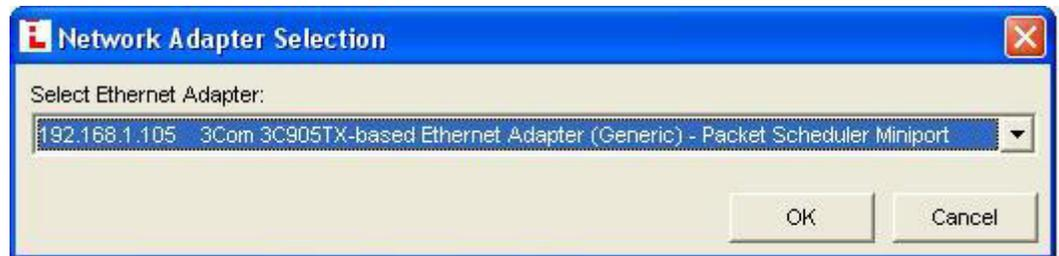 Network Adapter Selection
Select Ethernet Adapter:
192.168.1.105 3Com 3C905TX-based Ethernet Adapter (Generic) - Packet Scheduler Miniport
OK Cancel